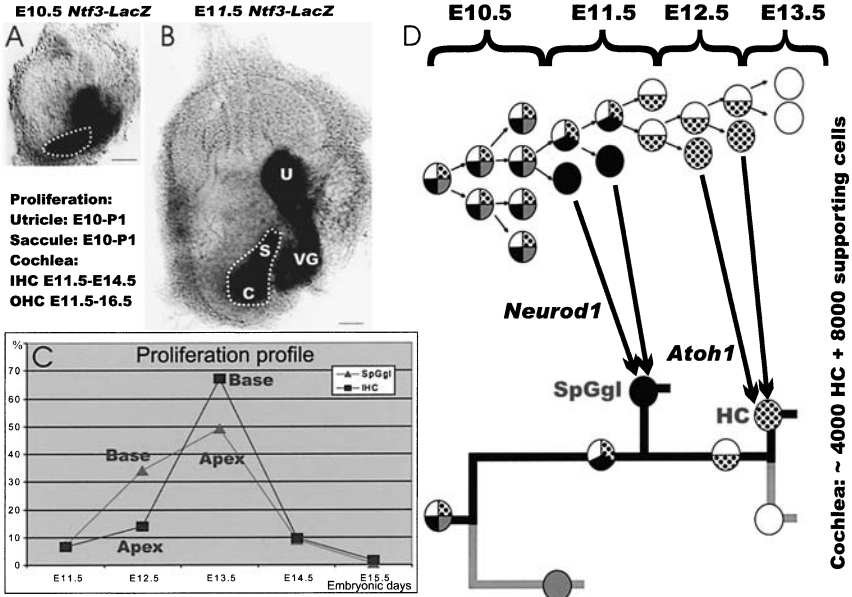 E10.5 Ntf3-LacZ
E11.5 Ntf3-LacZ
A
B
U
S
VG
C
Proliferation:
Utricle: E10-P1
Saccule: E10-P1
Cochlea:
IHC E11.5-E14.5
OHC E11.5-16.5
C
Proliferation profile
%
70
60
50
40
30
20
10
0
SpGgl
IHC
Base
Base
Apex
Apex
E11.5
E12.5
E13.5
E14.5
E15.5
Embryonic days
D
E10.5
E11.5
E12.5
E13.5
Neurod1
Atoh1
SpGgl
HC
Cochlea: ~ 4000 HC + 8000 supporting cells